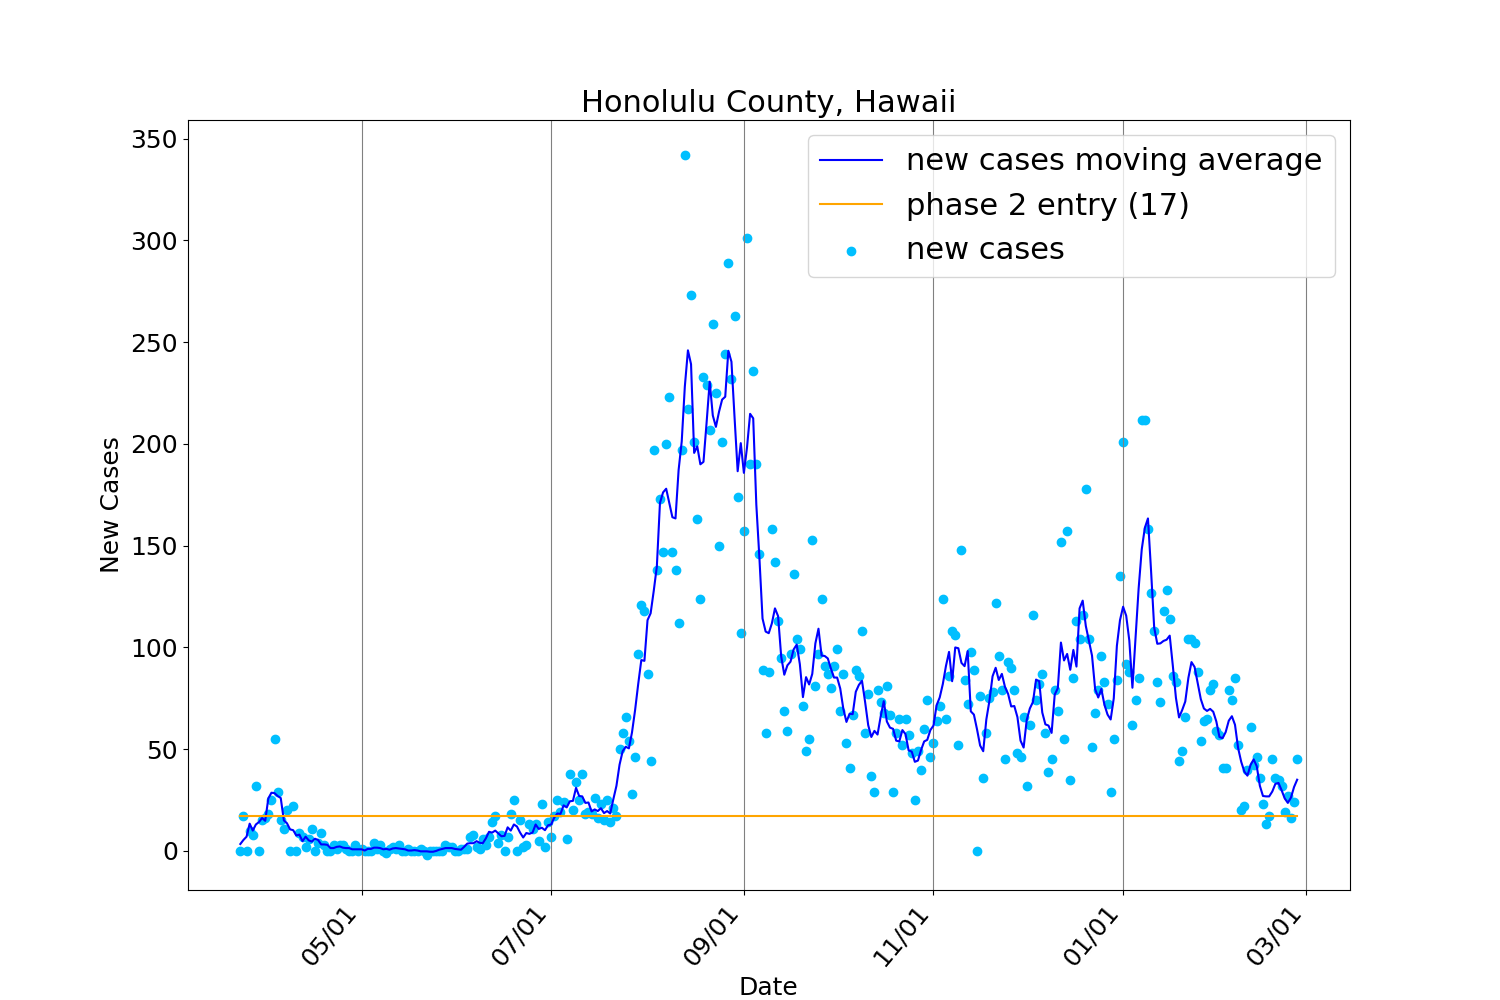 Honolulu County, Hawaii
new cases moving average
phase 2 entry (17)
new cases
350
300
250
200
150
100
50
0
New Cases
05/01
07/01
09/01
11/01
01/01
03/01
Date